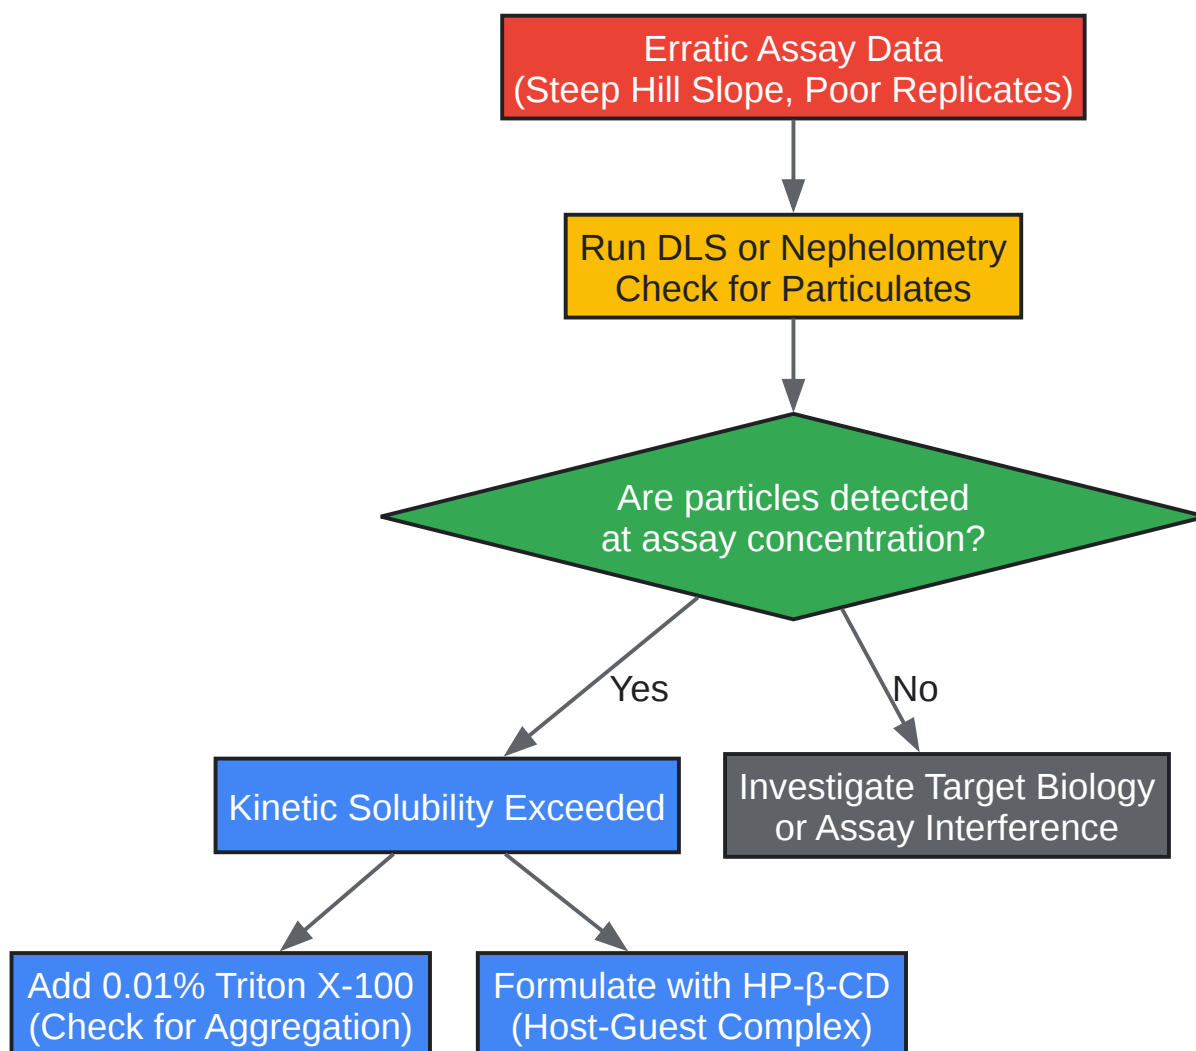 Erratic Assay Data
(Steep Hill Slope, Poor Replicates)
Run DLS or Nephelometry
Check for Particulates
Are particles detected
at assay concentration?
Yes
No
Kinetic Solubility Exceeded
Investigate Target Biology
or Assay Interference
Add 0.01% Triton X-100
(Check for Aggregation)
Formulate with HP-β-CD
(Host-Guest Complex)